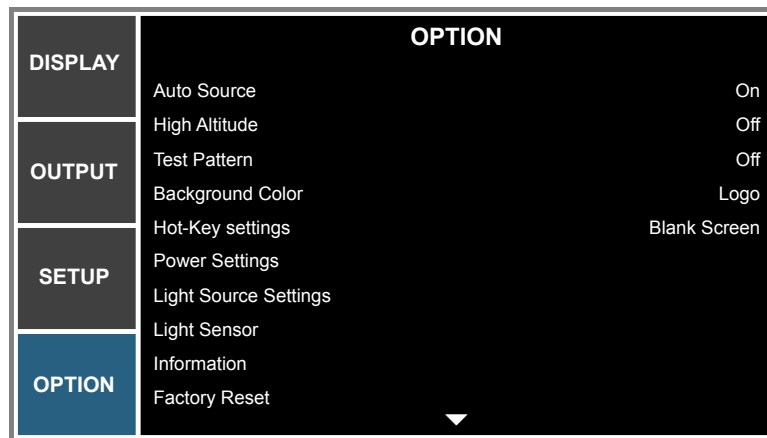 DISPLAY
OUTPUT
SETUP
OPTION
OPTION
Auto Source On
High Altitude Off
Test Pattern Off
Background Color Logo
Hot-Key settings Blank Screen
Power Settings
Light Source Settings
Light Sensor
Information
Factory Reset